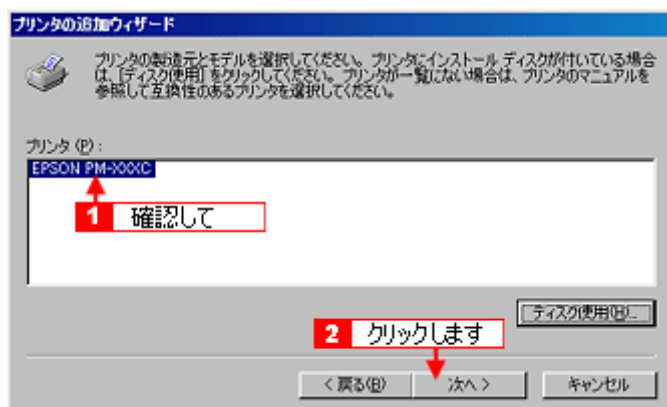 プリンタの追加ウィザード
プリンタの製造元とモデルを選択してください。プリンタにインストール ディスクが付いている場合
は、[ディスク使用] をクリックしてください。プリンタが一覧にない場合は、プリンタのマニュアルを
参照して互換性のあるプリンタを選択してください。
プリンタ(P):
EPSON PM-XXXC
1 確認して
ディスク使用(H)...
2 クリックします
< 戻る(B)
次へ >
キャンセル